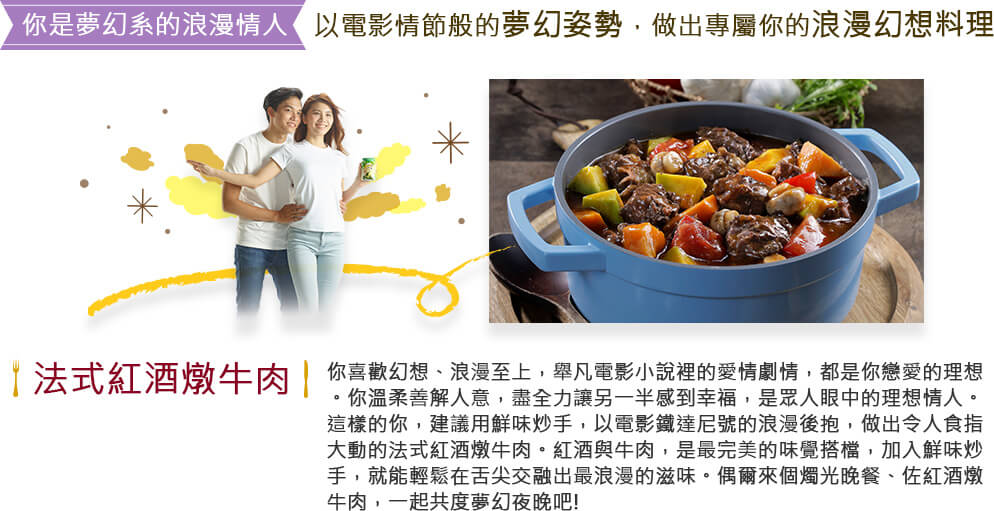 你是夢幻系的浪漫情人 以電影情節般的夢幻姿勢，做出專屬你的浪漫幻想料理
法式紅酒燉牛肉
你喜歡幻想、浪漫至上，舉凡電影小說裡的愛情劇情，都是你戀愛的理想
。你溫柔善解人意，盡全力讓另一半感到幸福，是眾人眼中的理想情人。
這樣的你，建議用鮮味炒手，以電影鐵達尼號的浪漫後抱，做出令人食指
大動的法式紅酒燉牛肉。紅酒與牛肉，是最完美的味覺搭檔，加入鮮味炒
手，就能輕鬆在舌尖交融出最浪漫的滋味。偶爾來個燭光晚餐、佐紅酒燉
牛肉，一起共度夢幻夜晚吧!